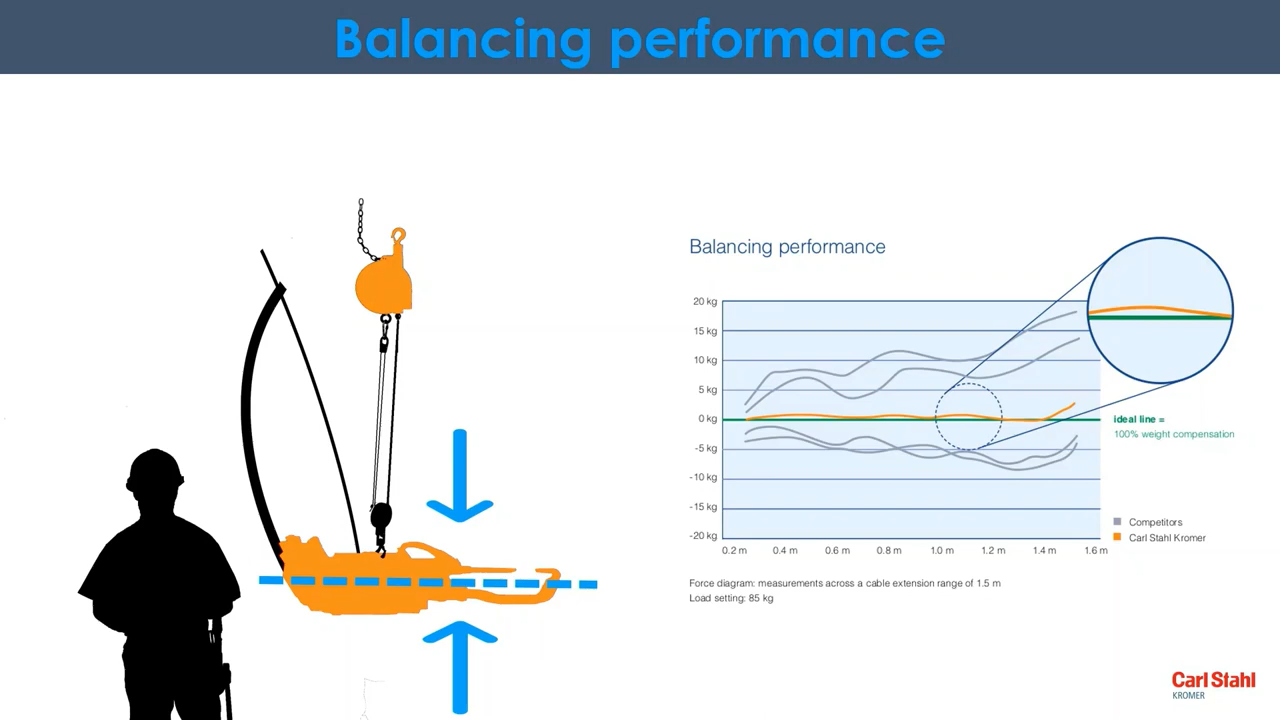 Balancing performance
Balancing performance
20 kg
15 kg
10 kg
5 kg
0 kg
-5 kg
-10 kg
-15 kg
-20 kg
0.2 m 0.4 m 0.6 m 0.8 m 1.0 m 1.2 m 1.4 m 1.6 m
ideal line =
100% weight compensation
Competitors
Carl Stahl Kromer
Force diagram: measurements across a cable extension range of 1.5 m
Load setting: 85 kg
Carl Stahl
KROMER